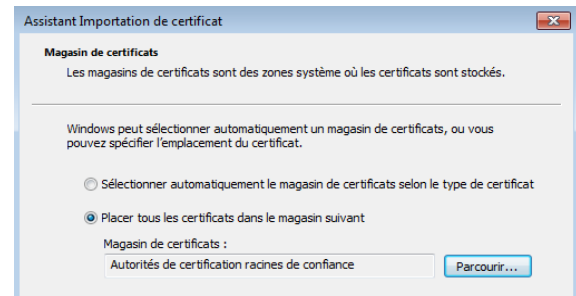 Assistant Importation de certificat
Magasin de certificats
Les magasins de certificats sont des zones système où les certificats sont stockés.
Windows peut sélectionner automatiquement un magasin de certificats, ou vous
pouvez spécifier l'emplacement du certificat.
Sélectionner automatiquement le magasin de certificats selon le type de certificat
Placer tous les certificats dans le magasin suivant
Magasin de certificats :
Autorités de certification racines de confiance
Parcourir...